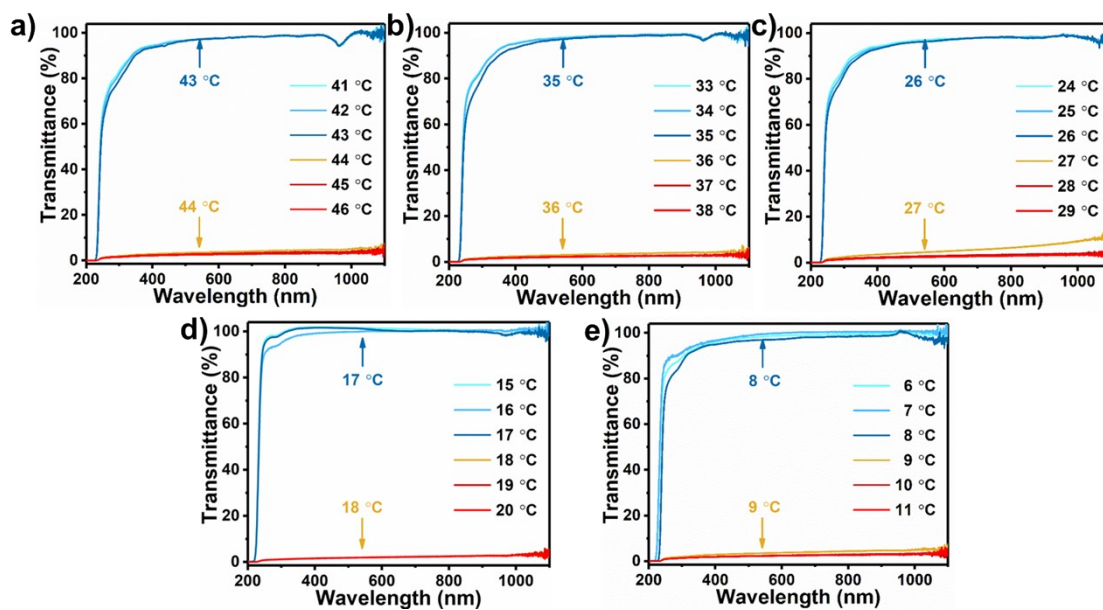 a)
Transmittance (%)
100
80
60
40
20
0
43 °C
41 °C
42 °C
43 °C
44 °C
45 °C
46 °C
44 °C
200 400 600 800 1000
Wavelength (nm)
b)
Transmittance (%)
100
80
60
40
20
0
35 °C
33 °C
34 °C
35 °C
36 °C
37 °C
38 °C
36 °C
200 400 600 800 1000
Wavelength (nm)
c)
Transmittance (%)
100
80
60
40
20
0
26 °C
24 °C
25 °C
26 °C
27 °C
28 °C
29 °C
27 °C
200 400 600 800 1000
Wavelength (nm)
d)
Transmittance (%)
100
80
60
40
20
0
17 °C
15 °C
16 °C
17 °C
18 °C
19 °C
20 °C
18 °C
200 400 600 800 1000
Wavelength (nm)
e)
Transmittance (%)
100
80
60
40
20
0
8 °C
6 °C
7 °C
8 °C
9 °C
10 °C
11 °C
9 °C
200 400 600 800 1000
Wavelength (nm)